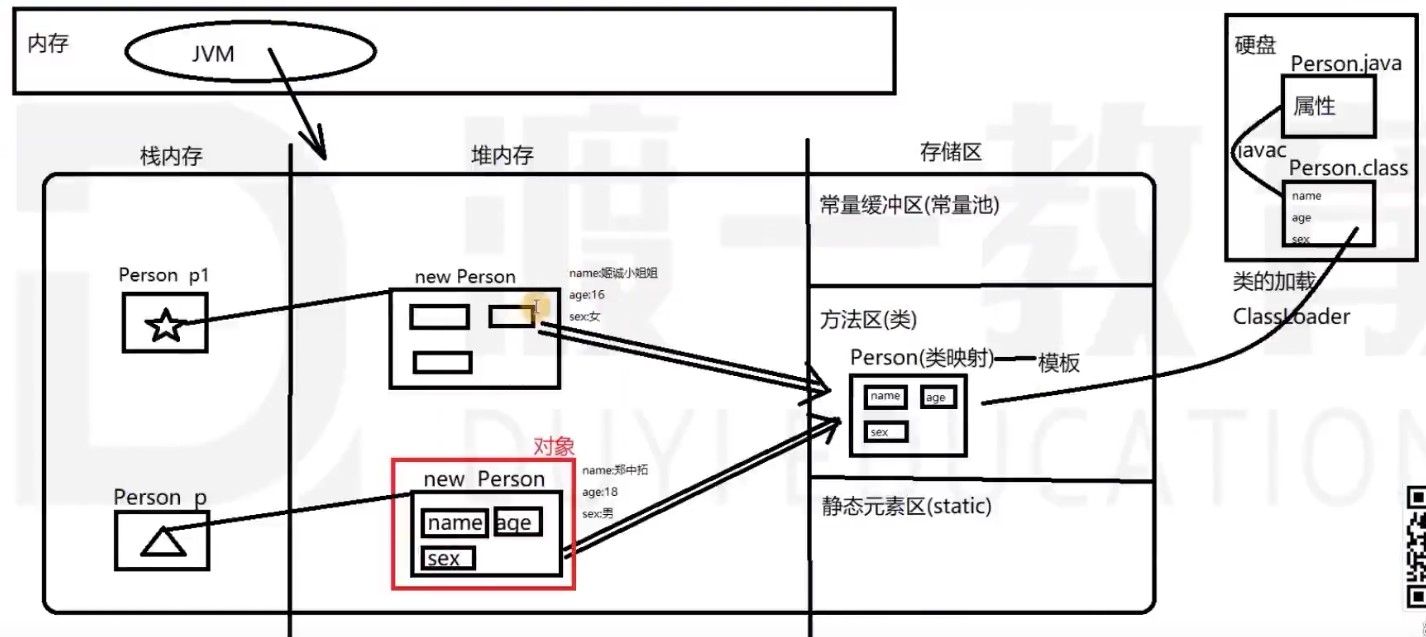 内存
JVM
硬盘
Person.java
属性
javac
Person.class
name
age
sex
类的加载
ClassLoader
栈内存
堆内存
存储区
Person p1
new Person
name:姬诚小姐姐
age:16
sex:女
常量缓冲区(常量池)
方法区(类)
Person(类映射)
模板
name
age
sex
对象
Person p
new Person
name
age
sex
name:郑中拓
age:18
sex:男
静态元素区(static)
渡一教育
DUYI EDUCATION